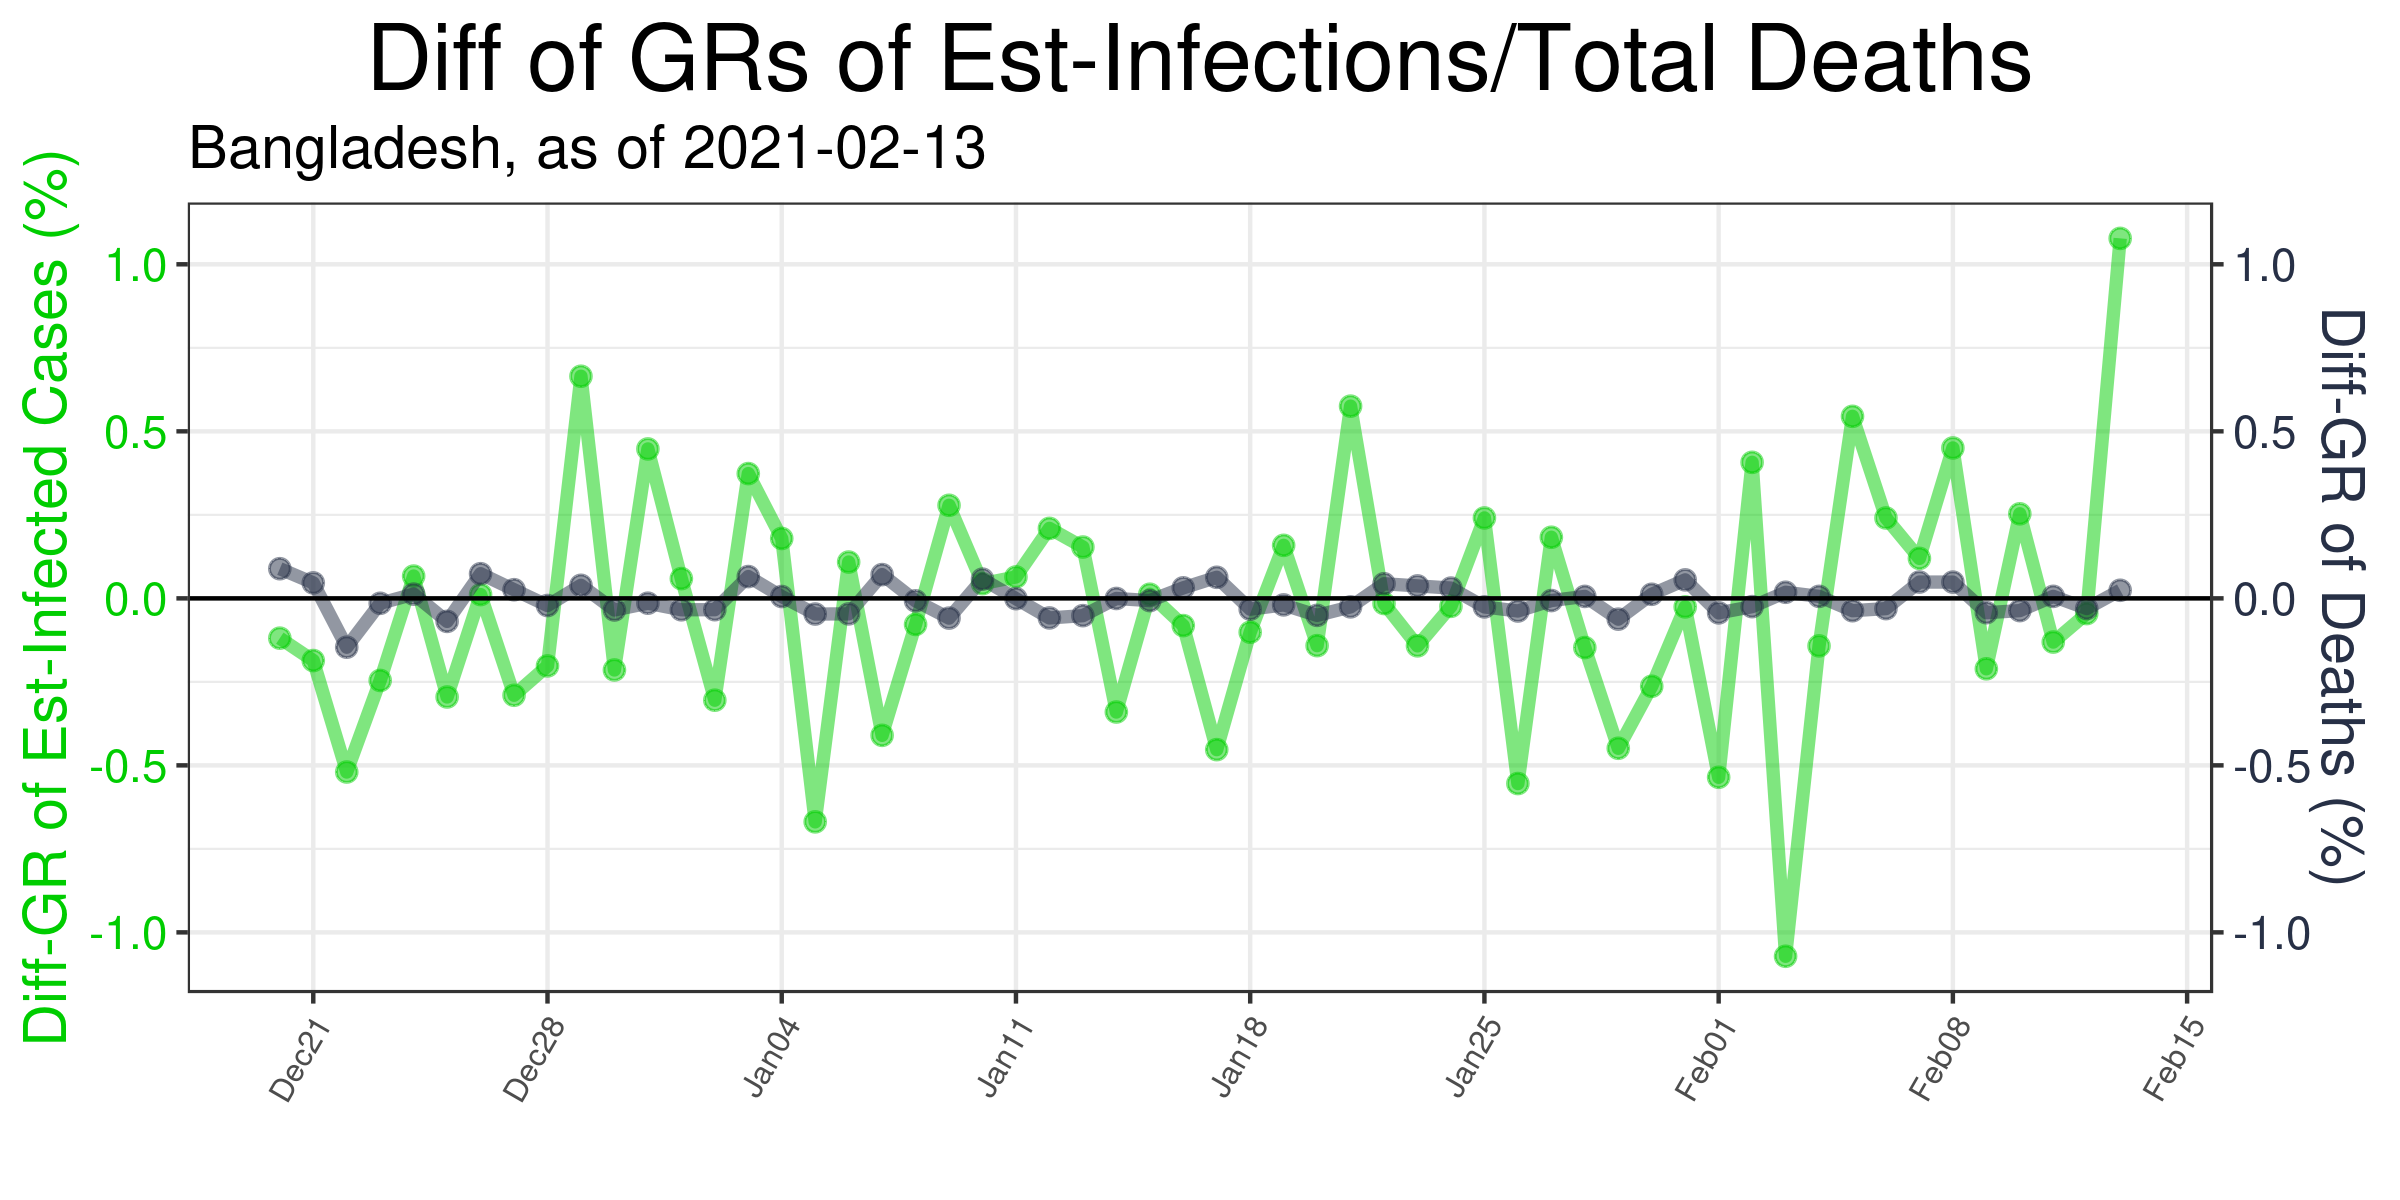 Diff of GRs of Est-Infections/Total Deaths
Bangladesh, as of 2021-02-13
Diff-GR of Est-Infected Cases (%)
1.0
0.5
0.0
-0.5
-1.0
1.0
0.5
0.0
-0.5
-1.0
Diff-GR of Deaths (%)
Dec21
Dec28
Jan04
Jan11
Jan18
Jan25
Feb01
Feb08
Feb15